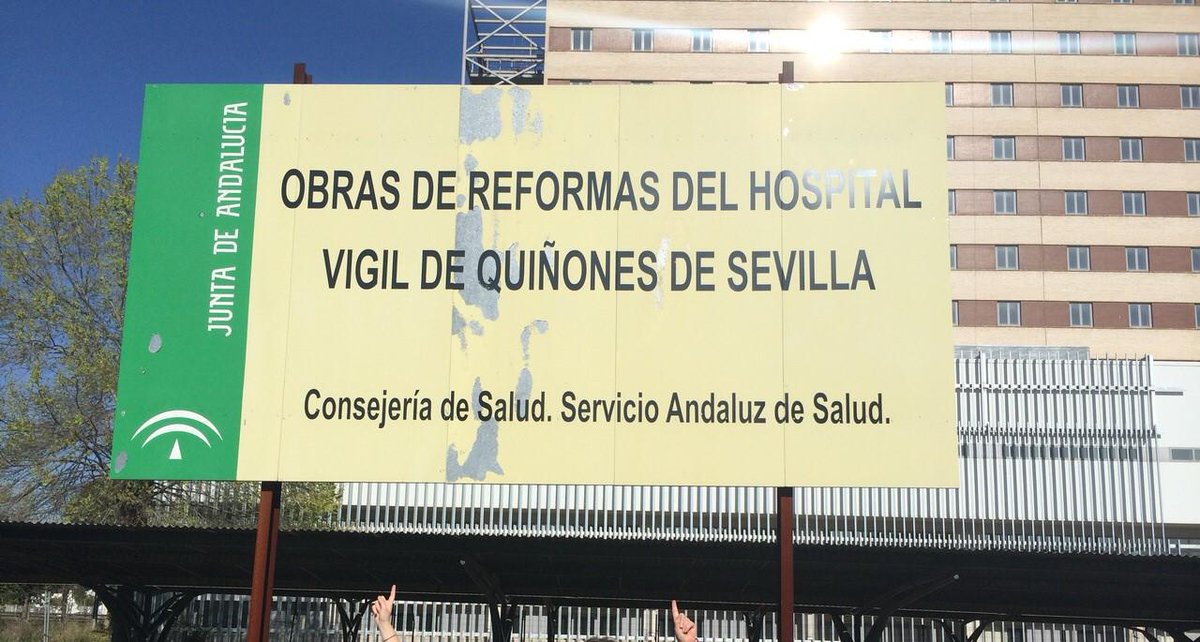 JUNTA DE ANDALUCIA
OBRAS DE REFORMAS DEL HOSPITAL
VIGIL DE QUIÑONES DE SEVILLA
Consejería de Salud. Servicio Andaluz de Salud.